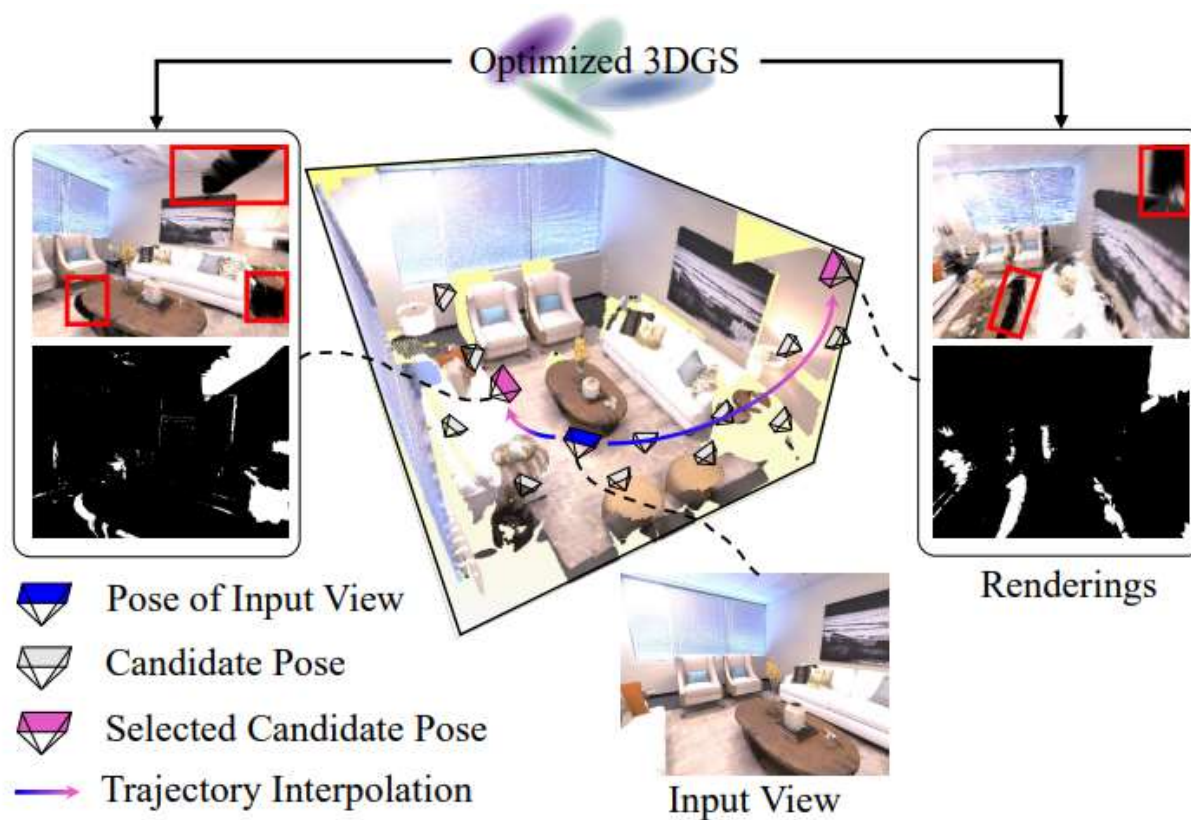 Optimized 3DGS
Renderings
Pose of Input View
Candidate Pose
Selected Candidate Pose
Trajectory Interpolation
Input View